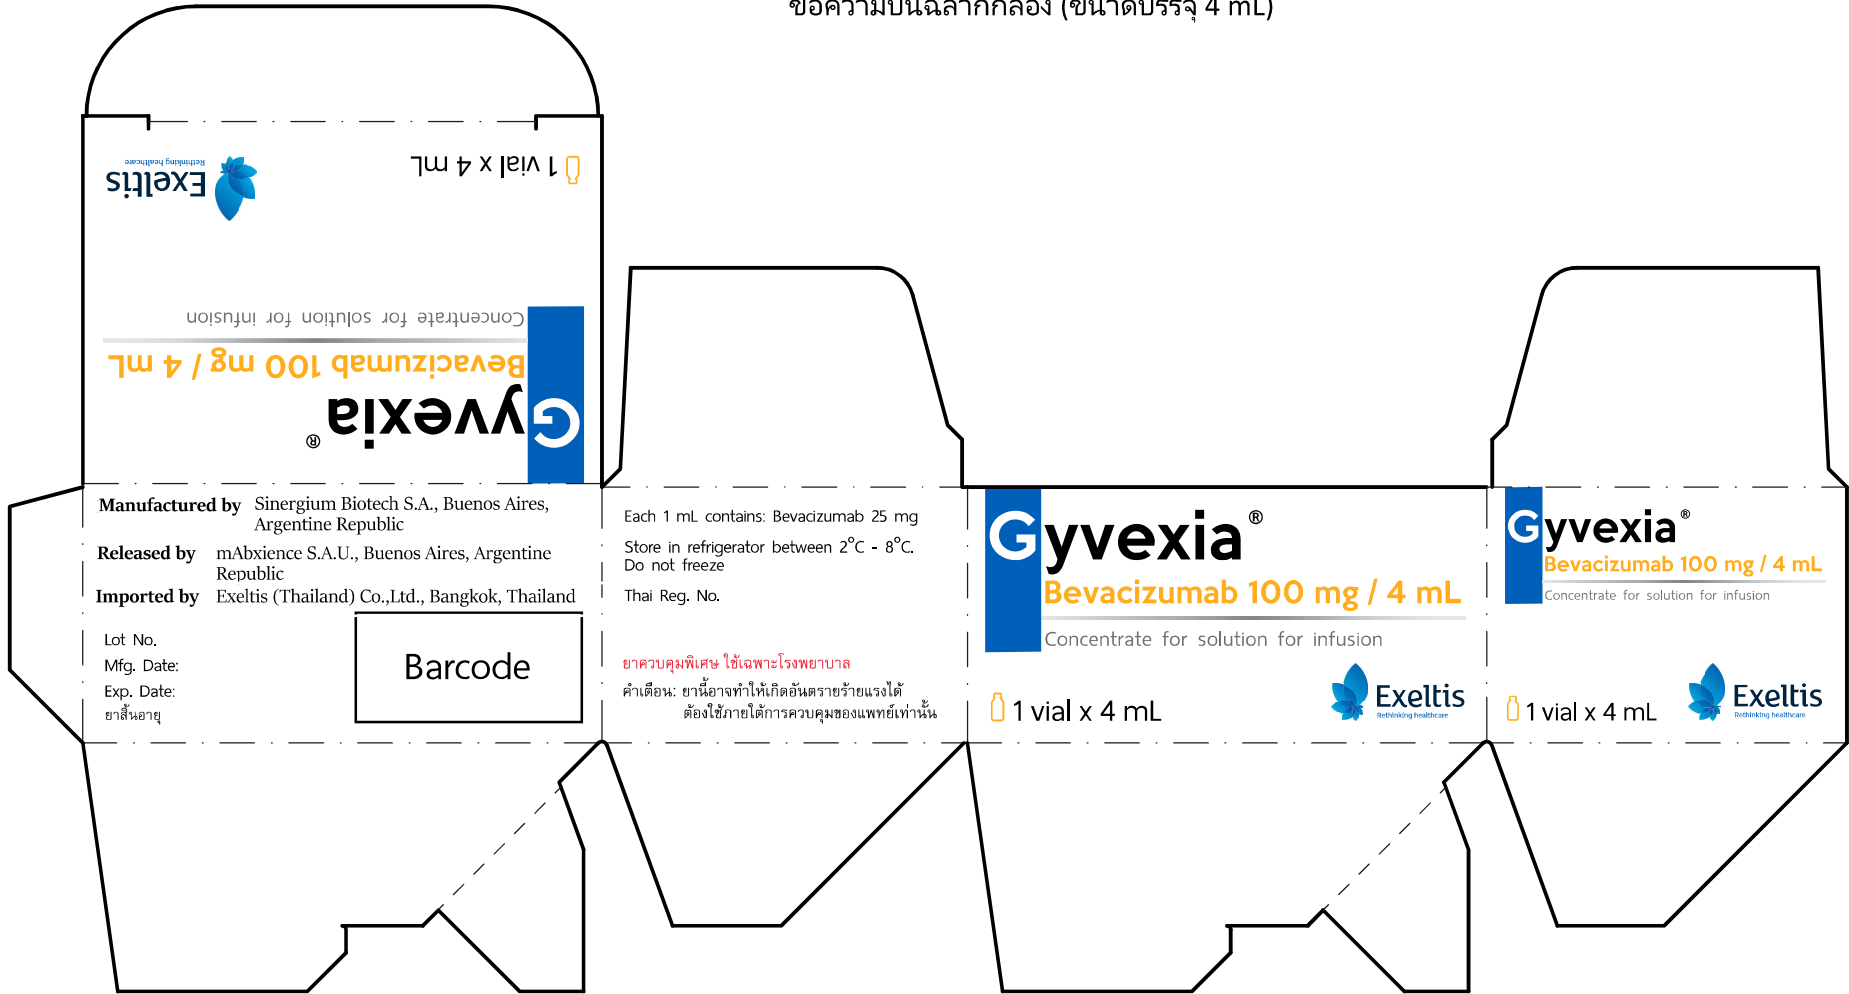 ข้อความบนฉลากกล่อง (ขนาดบรรจุ 4 mL)
1 vial x 4 mL
Exeltis
Rethinking healthcare
Gyvexia®
Bevacizumab 100 mg / 4 mL
Concentrate for solution for infusion
Manufactured by Sinergium Biotech S.A., Buenos Aires,
Argentine Republic
Released by mAbxience S.A.U., Buenos Aires, Argentine
Republic
Imported by Exeltis (Thailand) Co.,Ltd., Bangkok, Thailand
Lot No.
Mfg. Date:
Exp. Date:
ยาสิ้นอายุ
Barcode
Each 1 mL contains: Bevacizumab 25 mg
Store in refrigerator between 2°C - 8°C.
Do not freeze
Thai Reg. No.
ยาควบคุมพิเศษ ใช้เฉพาะโรงพยาบาล
คำเตือน: ยานี้อาจทำให้เกิดอันตรายร้ายแรงได้
ต้องใช้ภายใต้การควบคุมของแพทย์เท่านั้น
Gyvexia®
Bevacizumab 100 mg / 4 mL
Concentrate for solution for infusion
1 vial x 4 mL
Exeltis
Rethinking healthcare
Gyvexia®
Bevacizumab 100 mg / 4 mL
Concentrate for solution for infusion
1 vial x 4 mL
Exeltis
Rethinking healthcare